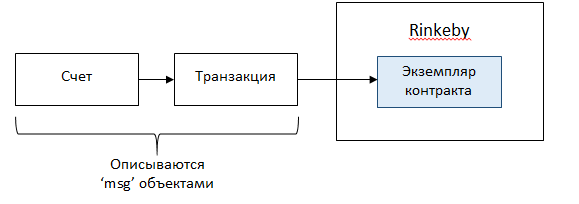 Rinkeby
Счет
Транзакция
Экземпляр
контракта
Описываются
‘msg’ объектами